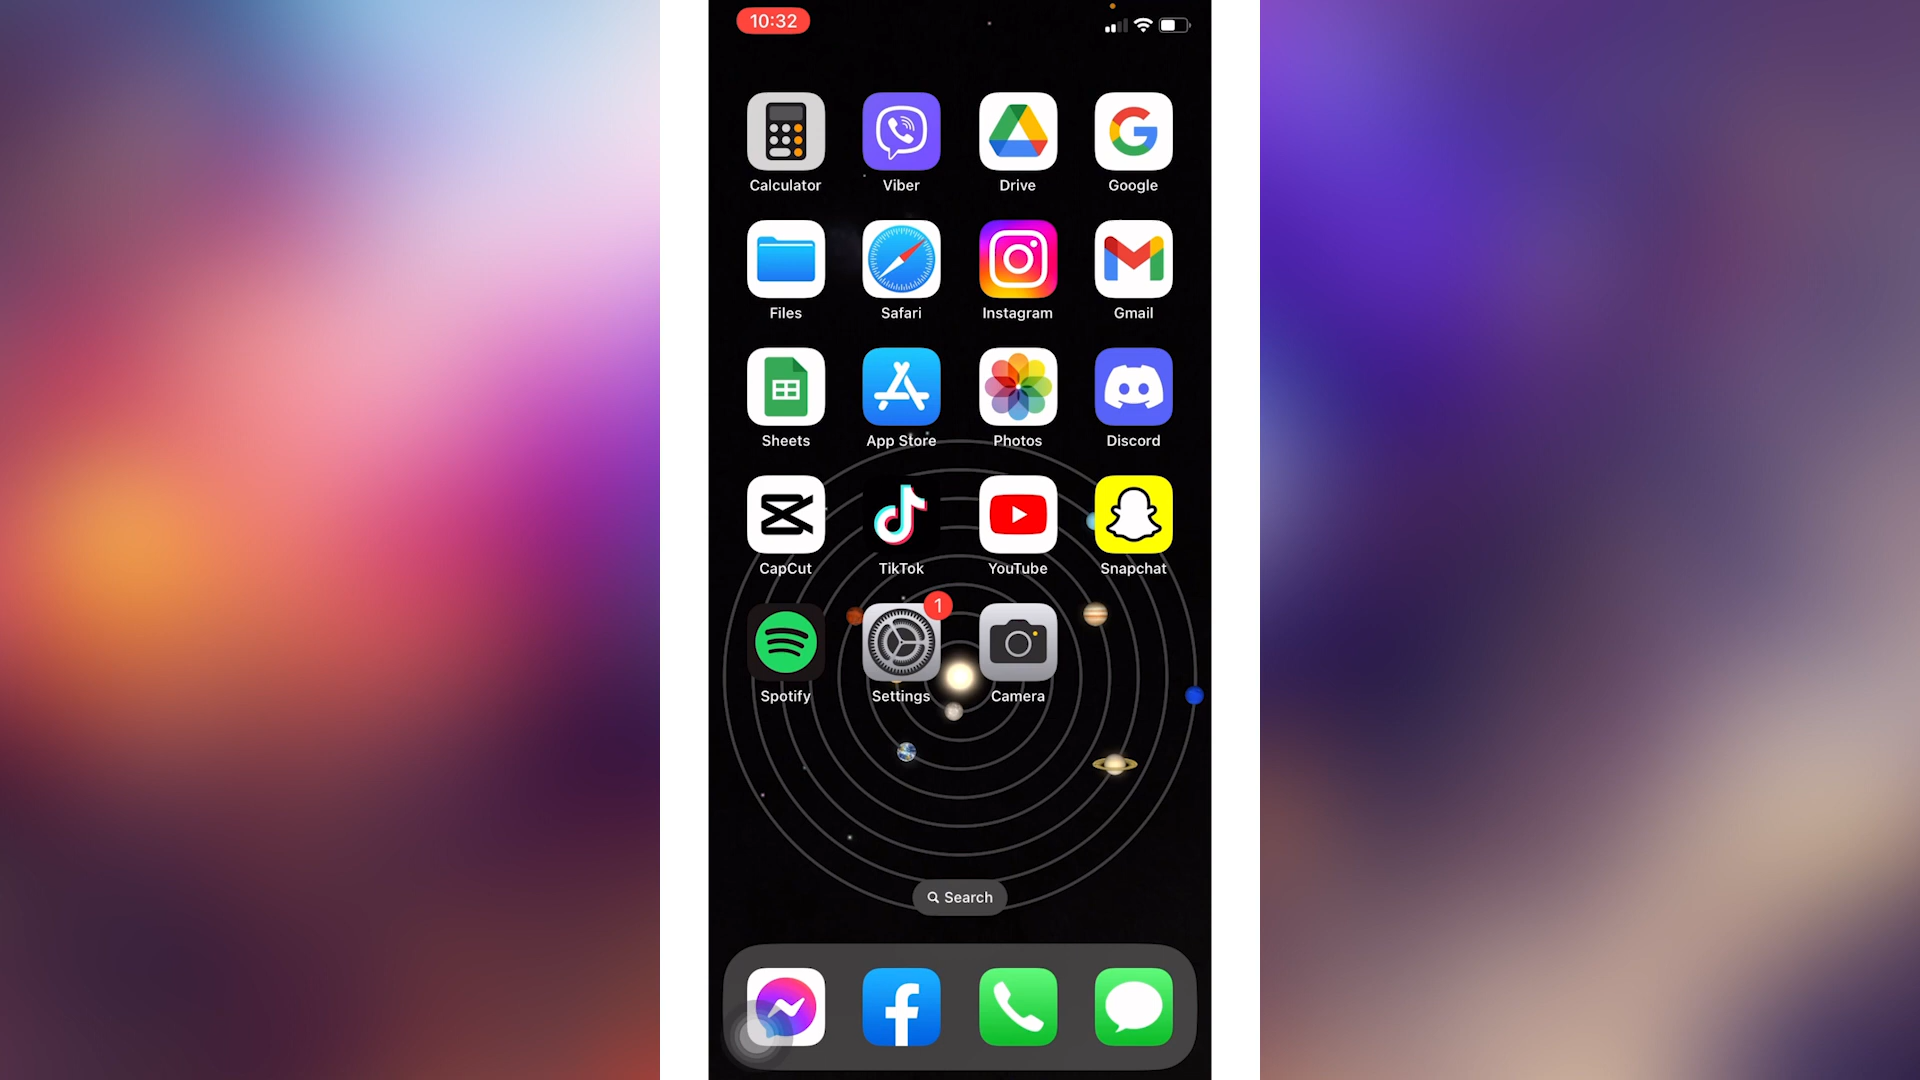 10:32
Calculator Viber Drive Google
Files Safari Instagram Gmail
Sheets App Store Photos Discord
CapCut TikTok YouTube Snapchat
1
Spotify Settings Camera
Search